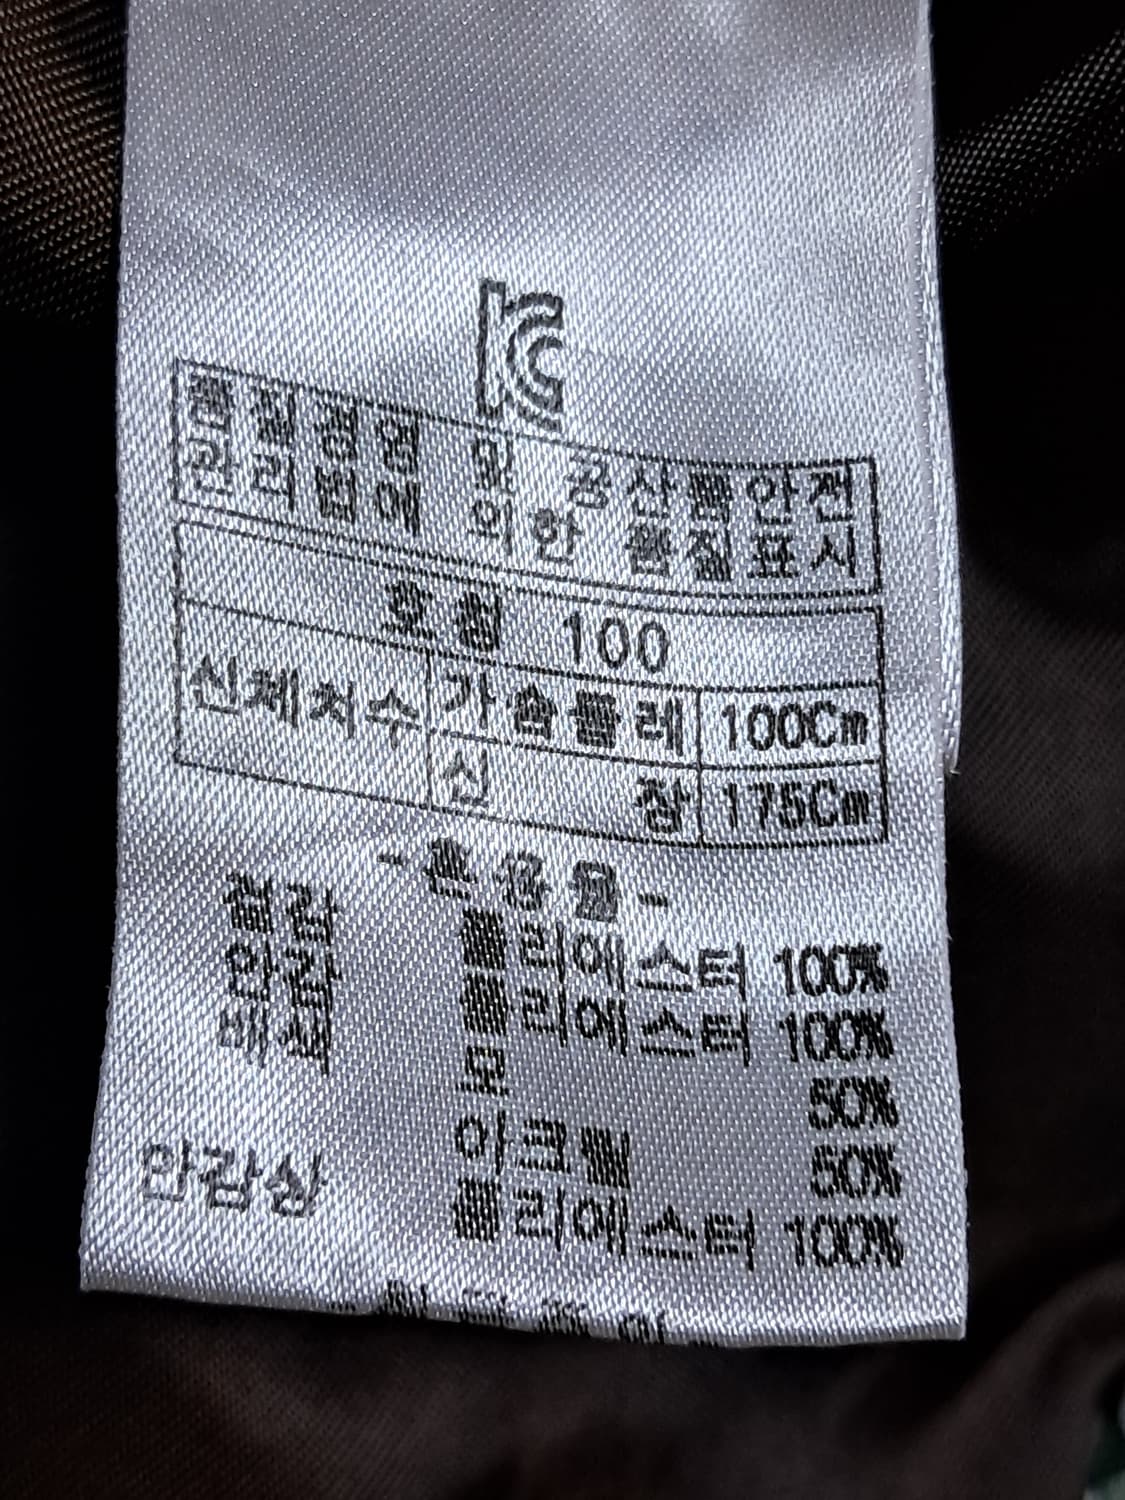 KC
품질경영 및 공산품안전
관리법에 의한 품질표시
호칭 100
신체치수 가슴둘레 100Cm
신 장 175Cm
-혼용율-
겉감 폴리에스터 100%
안감 폴리에스터 100%
배색 모 50%
아크릴 50%
안감상 폴리에스터 100%